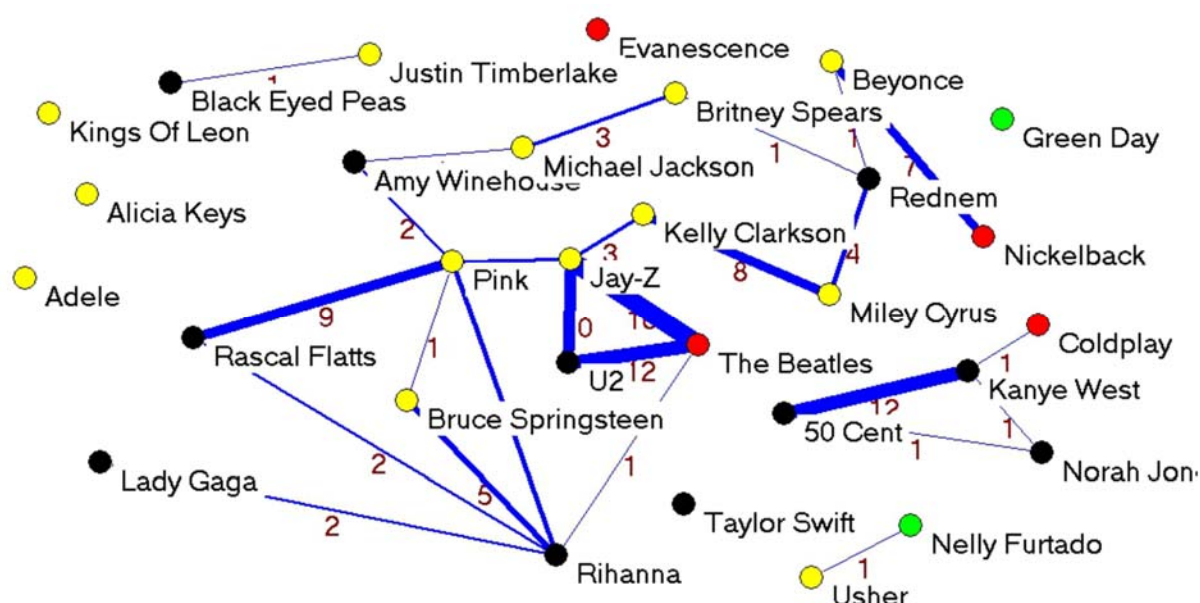 Evanescence
Justin Timberlake
Beyonce
1
Black Eyed Peas
Britney Spears
Kings Of Leon
3
1
Green Day
Michael Jackson
1
7
Amy Winehouse
Rednem
Alicia Keys
2
Kelly Clarkson
3
4
Nickelback
Pink
Jay-Z
8
Adele
Miley Cyrus
9
0
Rascal Flatts
1
12
The Beatles
Coldplay
U2
1
Kanye West
Bruce Springsteen
12
50 Cent
1
1
2
1
Norah Jon
Lady Gaga
5
2
Taylor Swift
Nelly Furtado
Rihanna
1
Usher